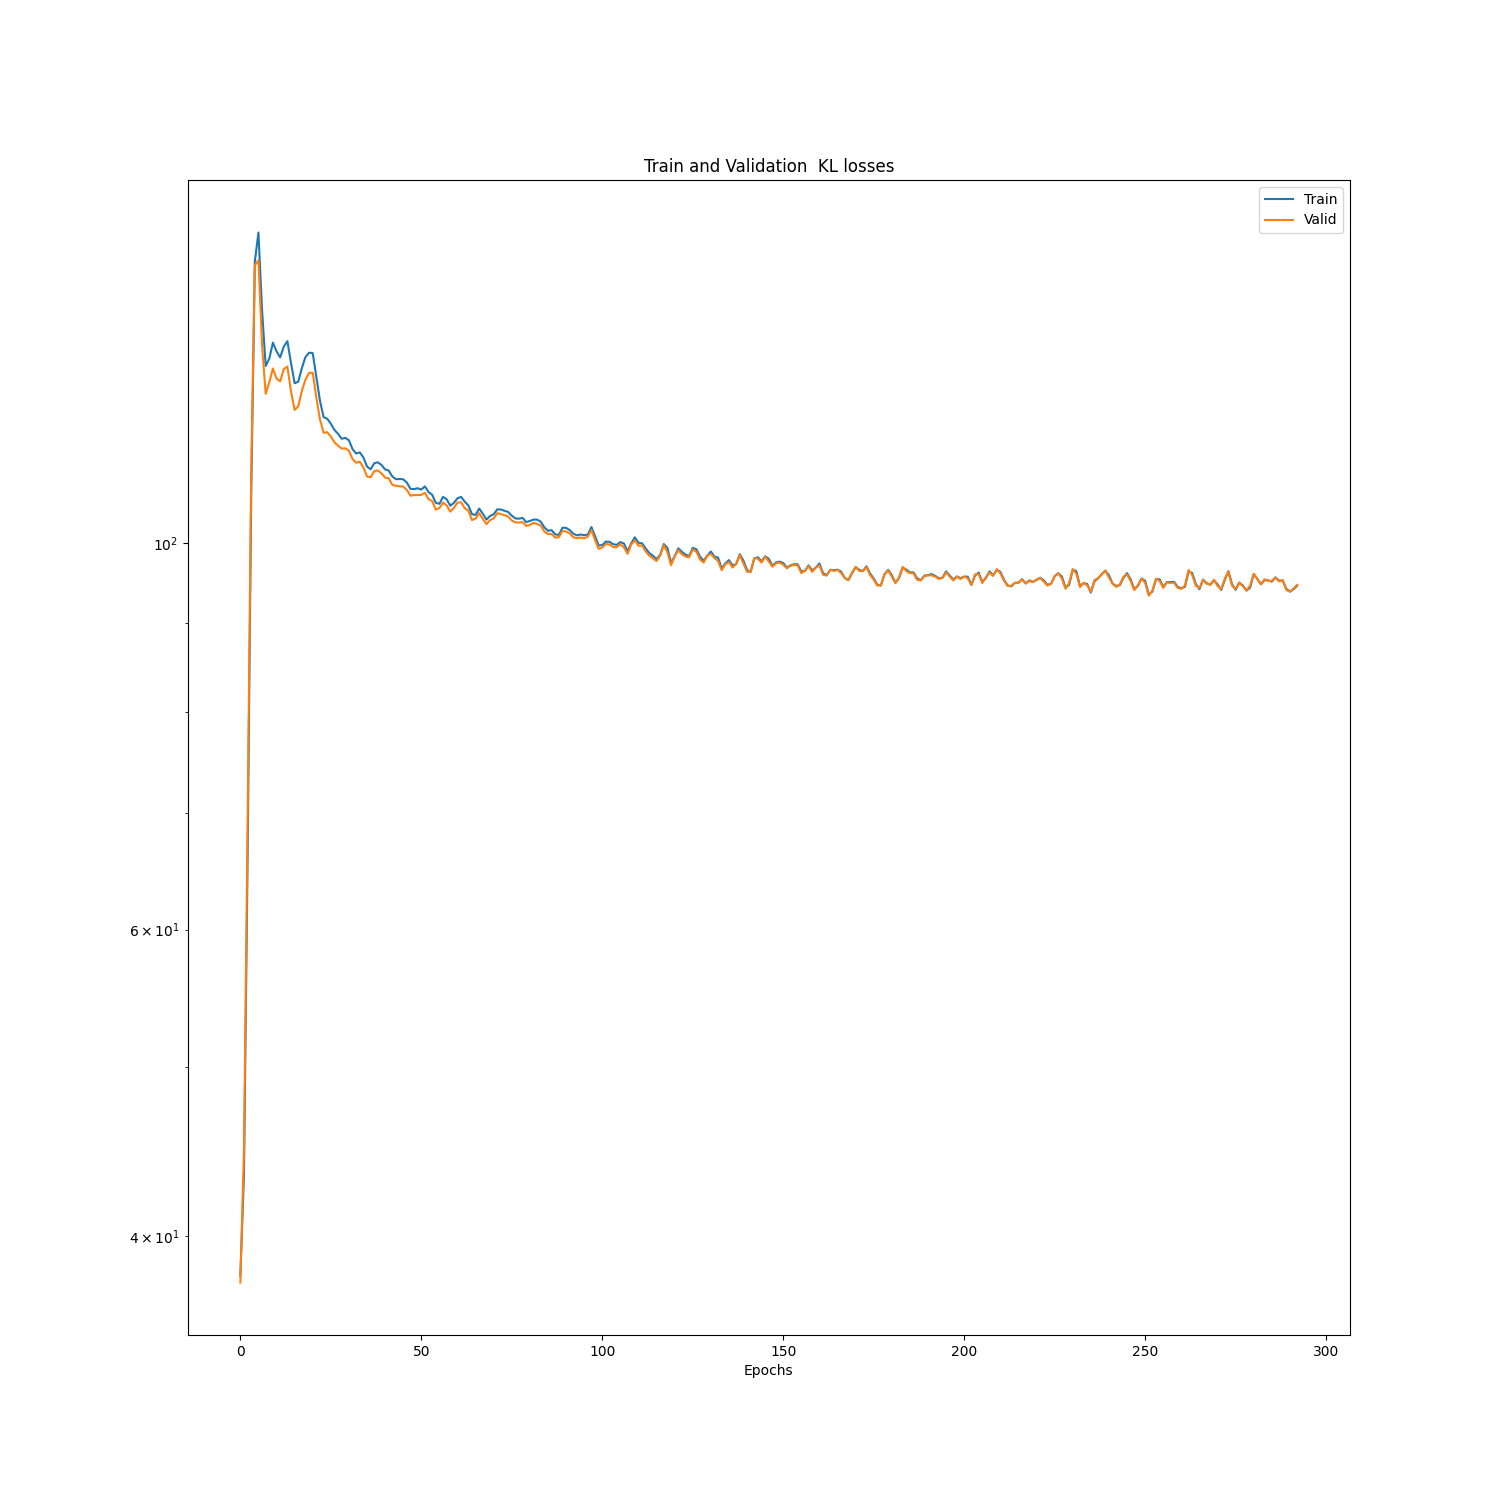 Train and Validation  KL losses
Train
Valid
10²
6 × 10¹
4 × 10¹
0 50 100 150 200 250 300
Epochs